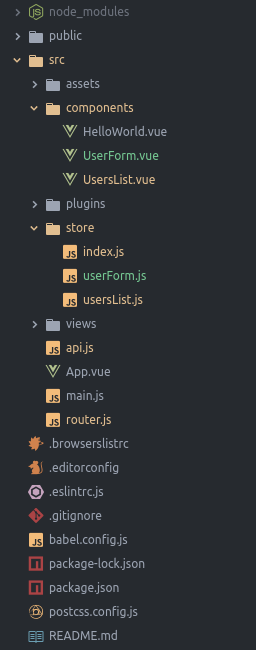 node_modules
public
src
assets
components
HelloWorld.vue
UserForm.vue
UsersList.vue
plugins
store
index.js
userForm.js
usersList.js
views
api.js
App.vue
main.js
router.js
.browserslistrc
.editorconfig
.eslintrc.js
.gitignore
babel.config.js
package-lock.json
package.json
postcss.config.js
README.md